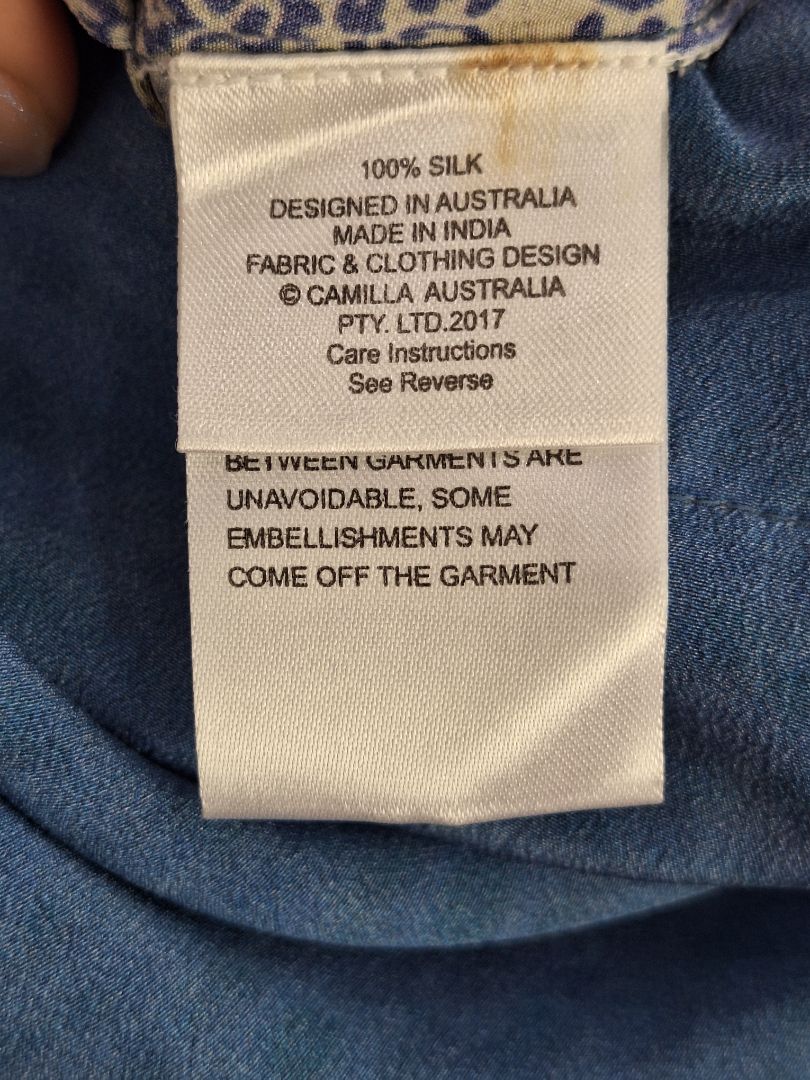 100% SILK
DESIGNED IN AUSTRALIA
MADE IN INDIA
FABRIC & CLOTHING DESIGN
© CAMILLA AUSTRALIA
PTY. LTD.2017
Care Instructions
See Reverse
BETWEEN GARMENTS ARE
UNAVOIDABLE, SOME
EMBELLISHMENTS MAY
COME OFF THE GARMENT